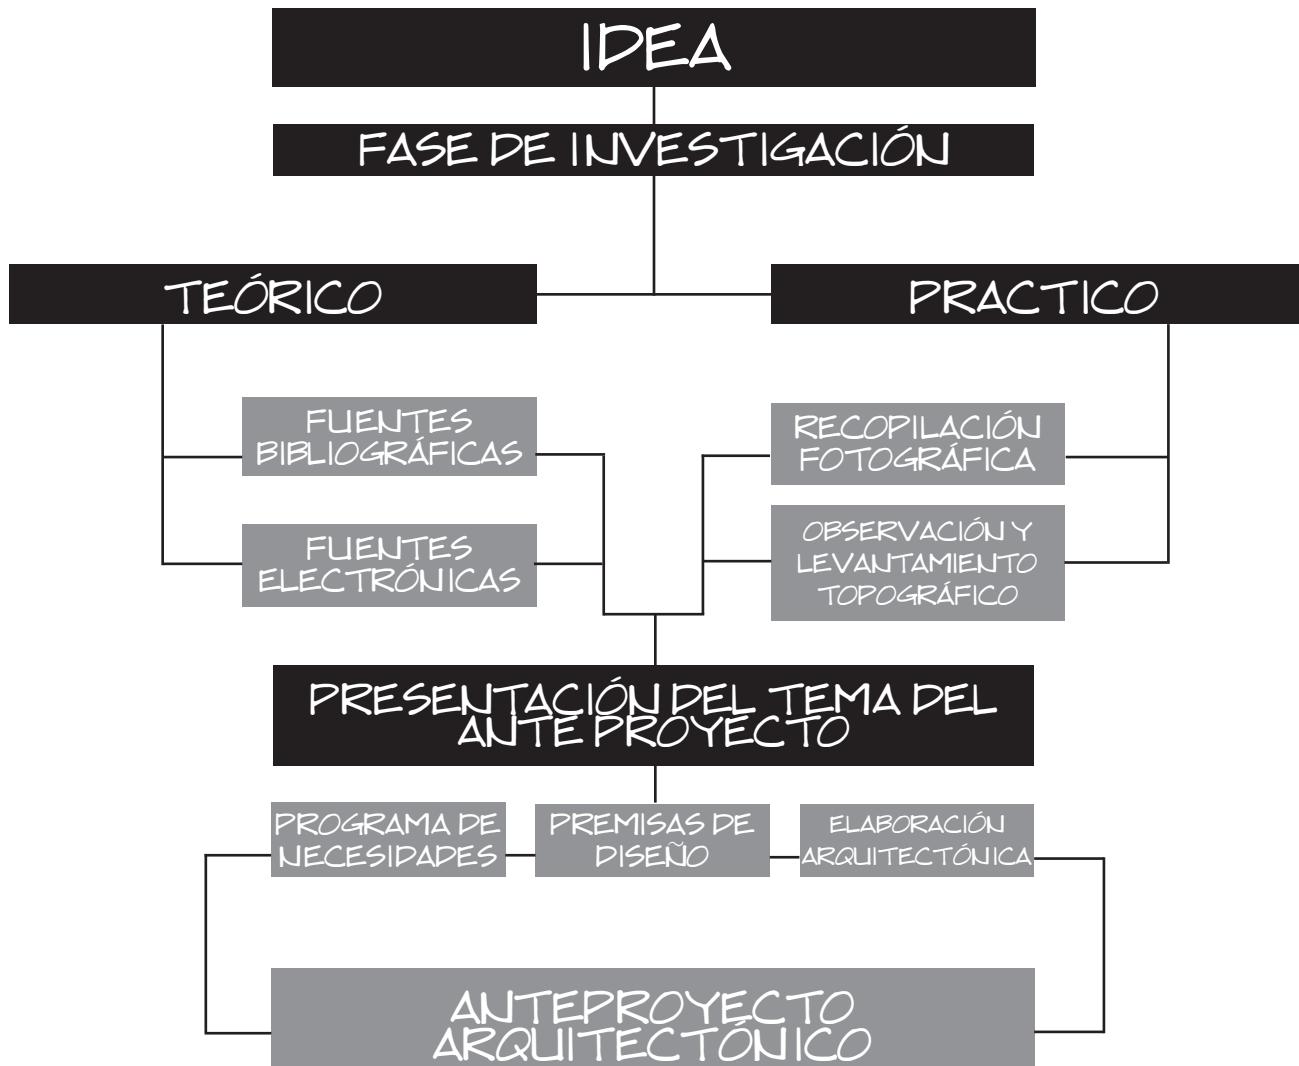 IDEA
FASE DE INVESTIGACIÓN
TEÓRICO
PRACTICO
FUENTES
BIBLIOGRÁFICAS
RECOPILACIÓN
FOTOGRÁFICA
FUENTES
ELECTRÓNICAS
OBSERVACIÓN Y
LEVANTAMIENTO
TOPOGRÁFICO
PRESENTACIÓN DEL TEMA DEL
ANTE PROYECTO
PROGRAMA DE
NECESIDADES
PREMISAS DE
DISEÑO
ELABORACIÓN
ARQUITECTÓNICA
ANTEPROYECTO
ARQUITECTÓNICO